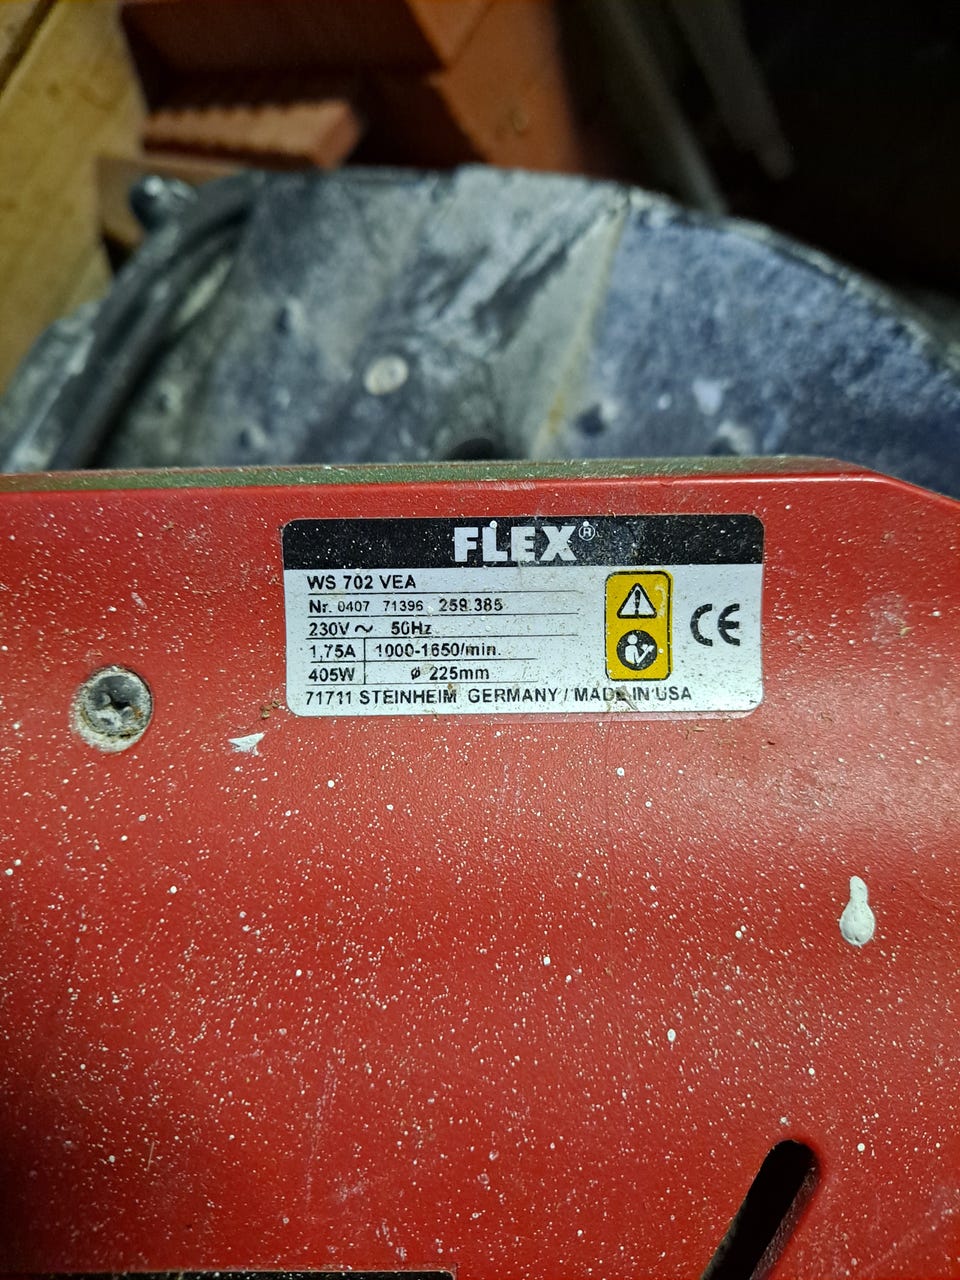 FLEX®
WS 702 VEA
Nr. 0407 71396 259.385
230V ~ 50Hz
1,75A 1000-1650/min.
405W ø 225mm
71711 STEINHEIM GERMANY / MADE IN USA
CE